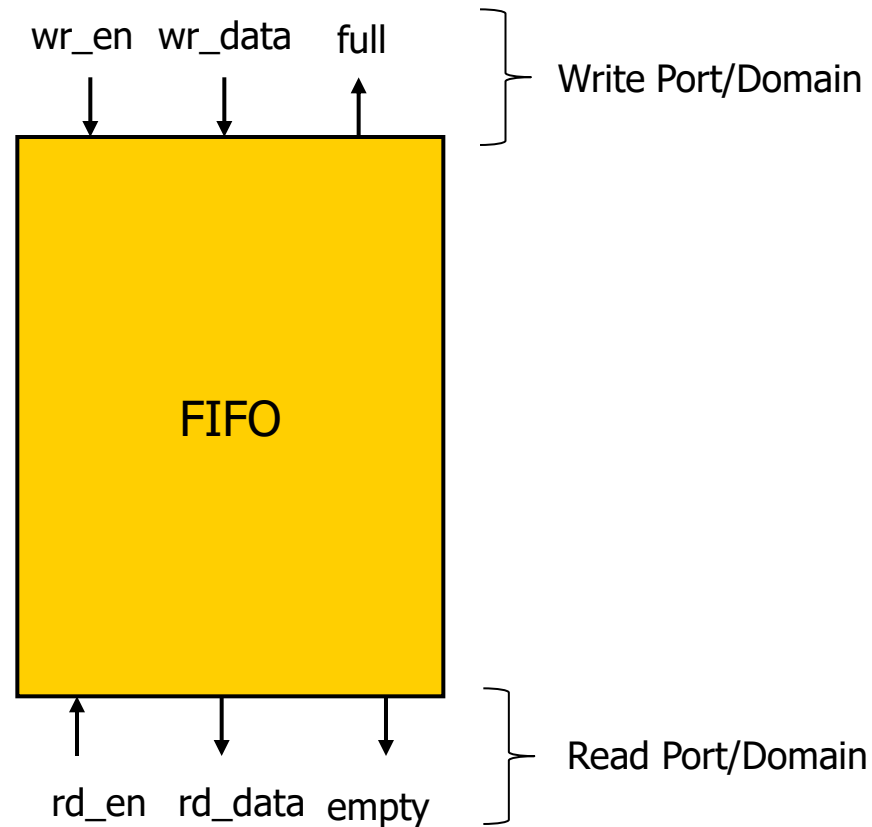 wr_en wr_data full
Write Port/Domain
FIFO
Read Port/Domain
rd_en rd_data empty